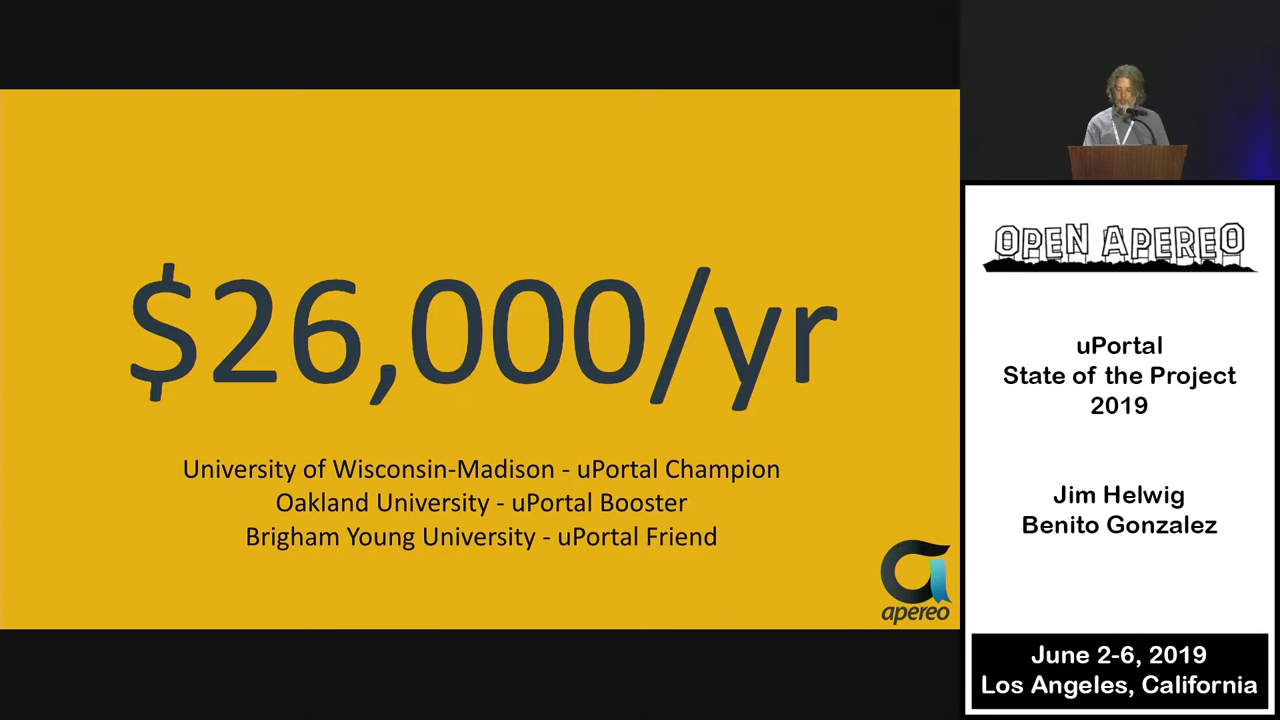 $26,000/yr
University of Wisconsin-Madison - uPortal Champion
Oakland University - uPortal Booster
Brigham Young University - uPortal Friend
apereo
OPEN APEREO
uPortal
State of the Project
2019
Jim Helwig
Benito Gonzalez
June 2-6, 2019
Los Angeles, California